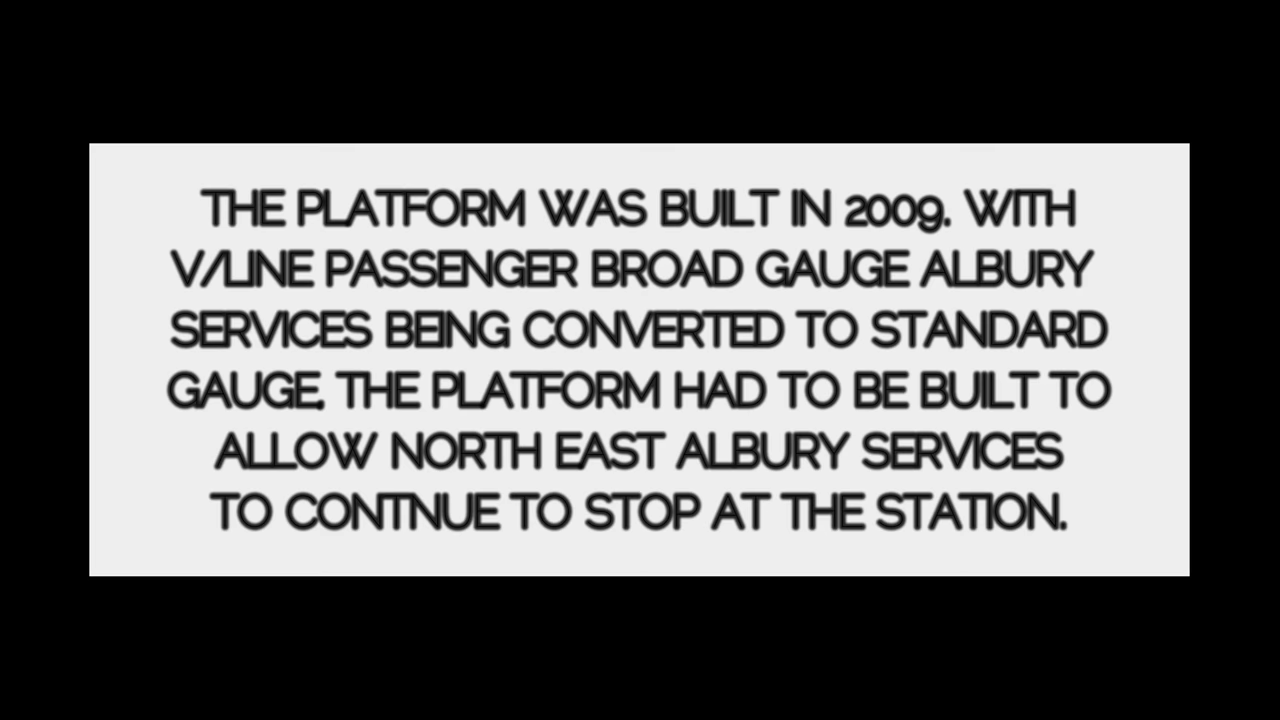 THE PLATFORM WAS BUILT IN 2009. WITH
V/LINE PASSENGER BROAD GAUGE ALBURY
SERVICES BEING CONVERTED TO STANDARD
GAUGE, THE PLATFORM HAD TO BE BUILT TO
ALLOW NORTH EAST ALBURY SERVICES
TO CONTINUE TO STOP AT THE STATION.